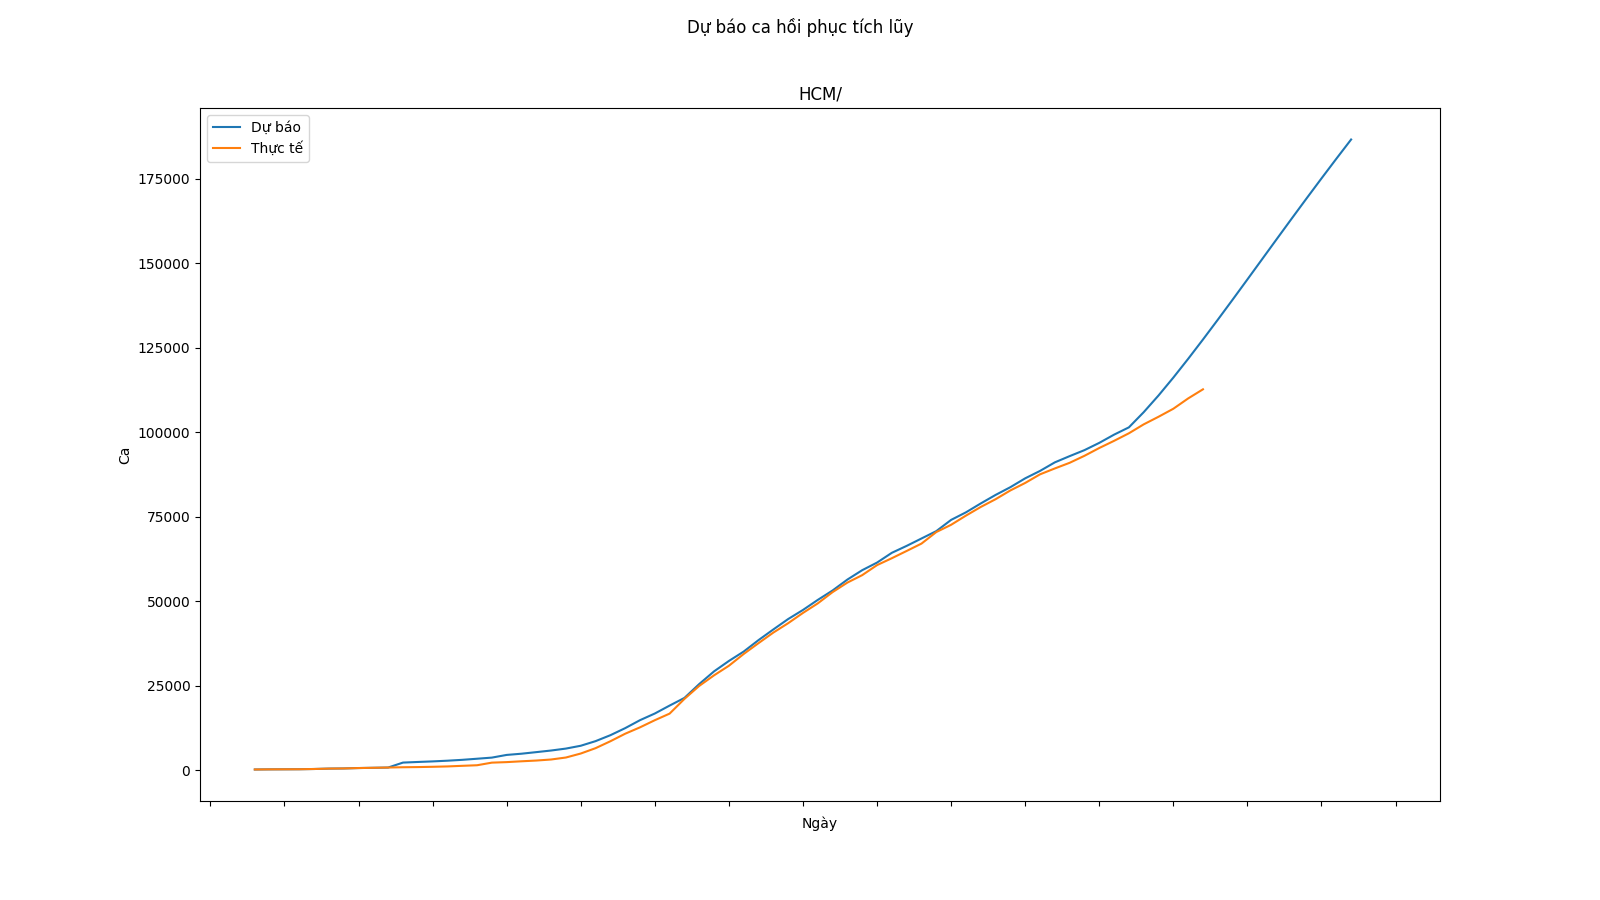 Dự báo ca hồi phục tích lũy
HCM/
Dự báo
Thực tế
175000
150000
125000
100000
75000
50000
25000
0
Ca
Ngày